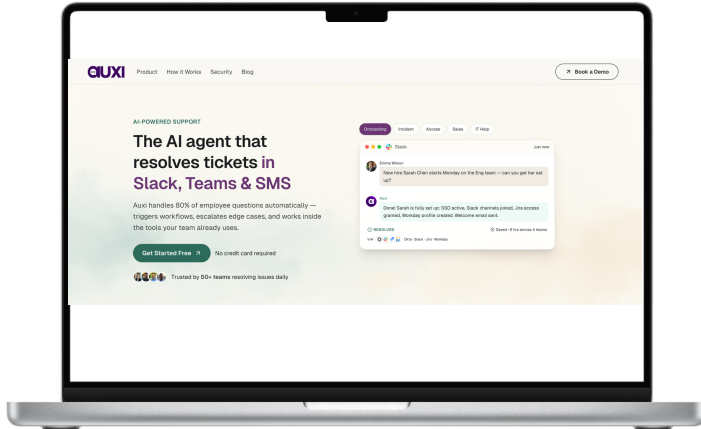 auxi
Product
How it Works
Security
Blog
Book a Demo
AI-POWERED SUPPORT
The AI agent that
resolves tickets in
Slack, Teams & SMS
Auxi handles 80% of employee questions automatically —
triggers workflows, escalates edge cases, and works inside
the tools your team already uses.
Get Started Free
No credit card required
Trusted by 50+ teams resolving issues daily
Onboarding
Incident
Access
Sales
IT Help
Slack
just now
Emma Wilson
New hire Sarah Chen starts Monday on the Eng team — can you get her set
up?
Auxi
Done! Sarah is fully set up: SSO active, Slack channels joined, Jira access
granted, Workday profile created. Welcome email sent.
RESOLVED
Saved ~2 hrs across 4 teams
VIA
Okta · Slack · Jira · Workday